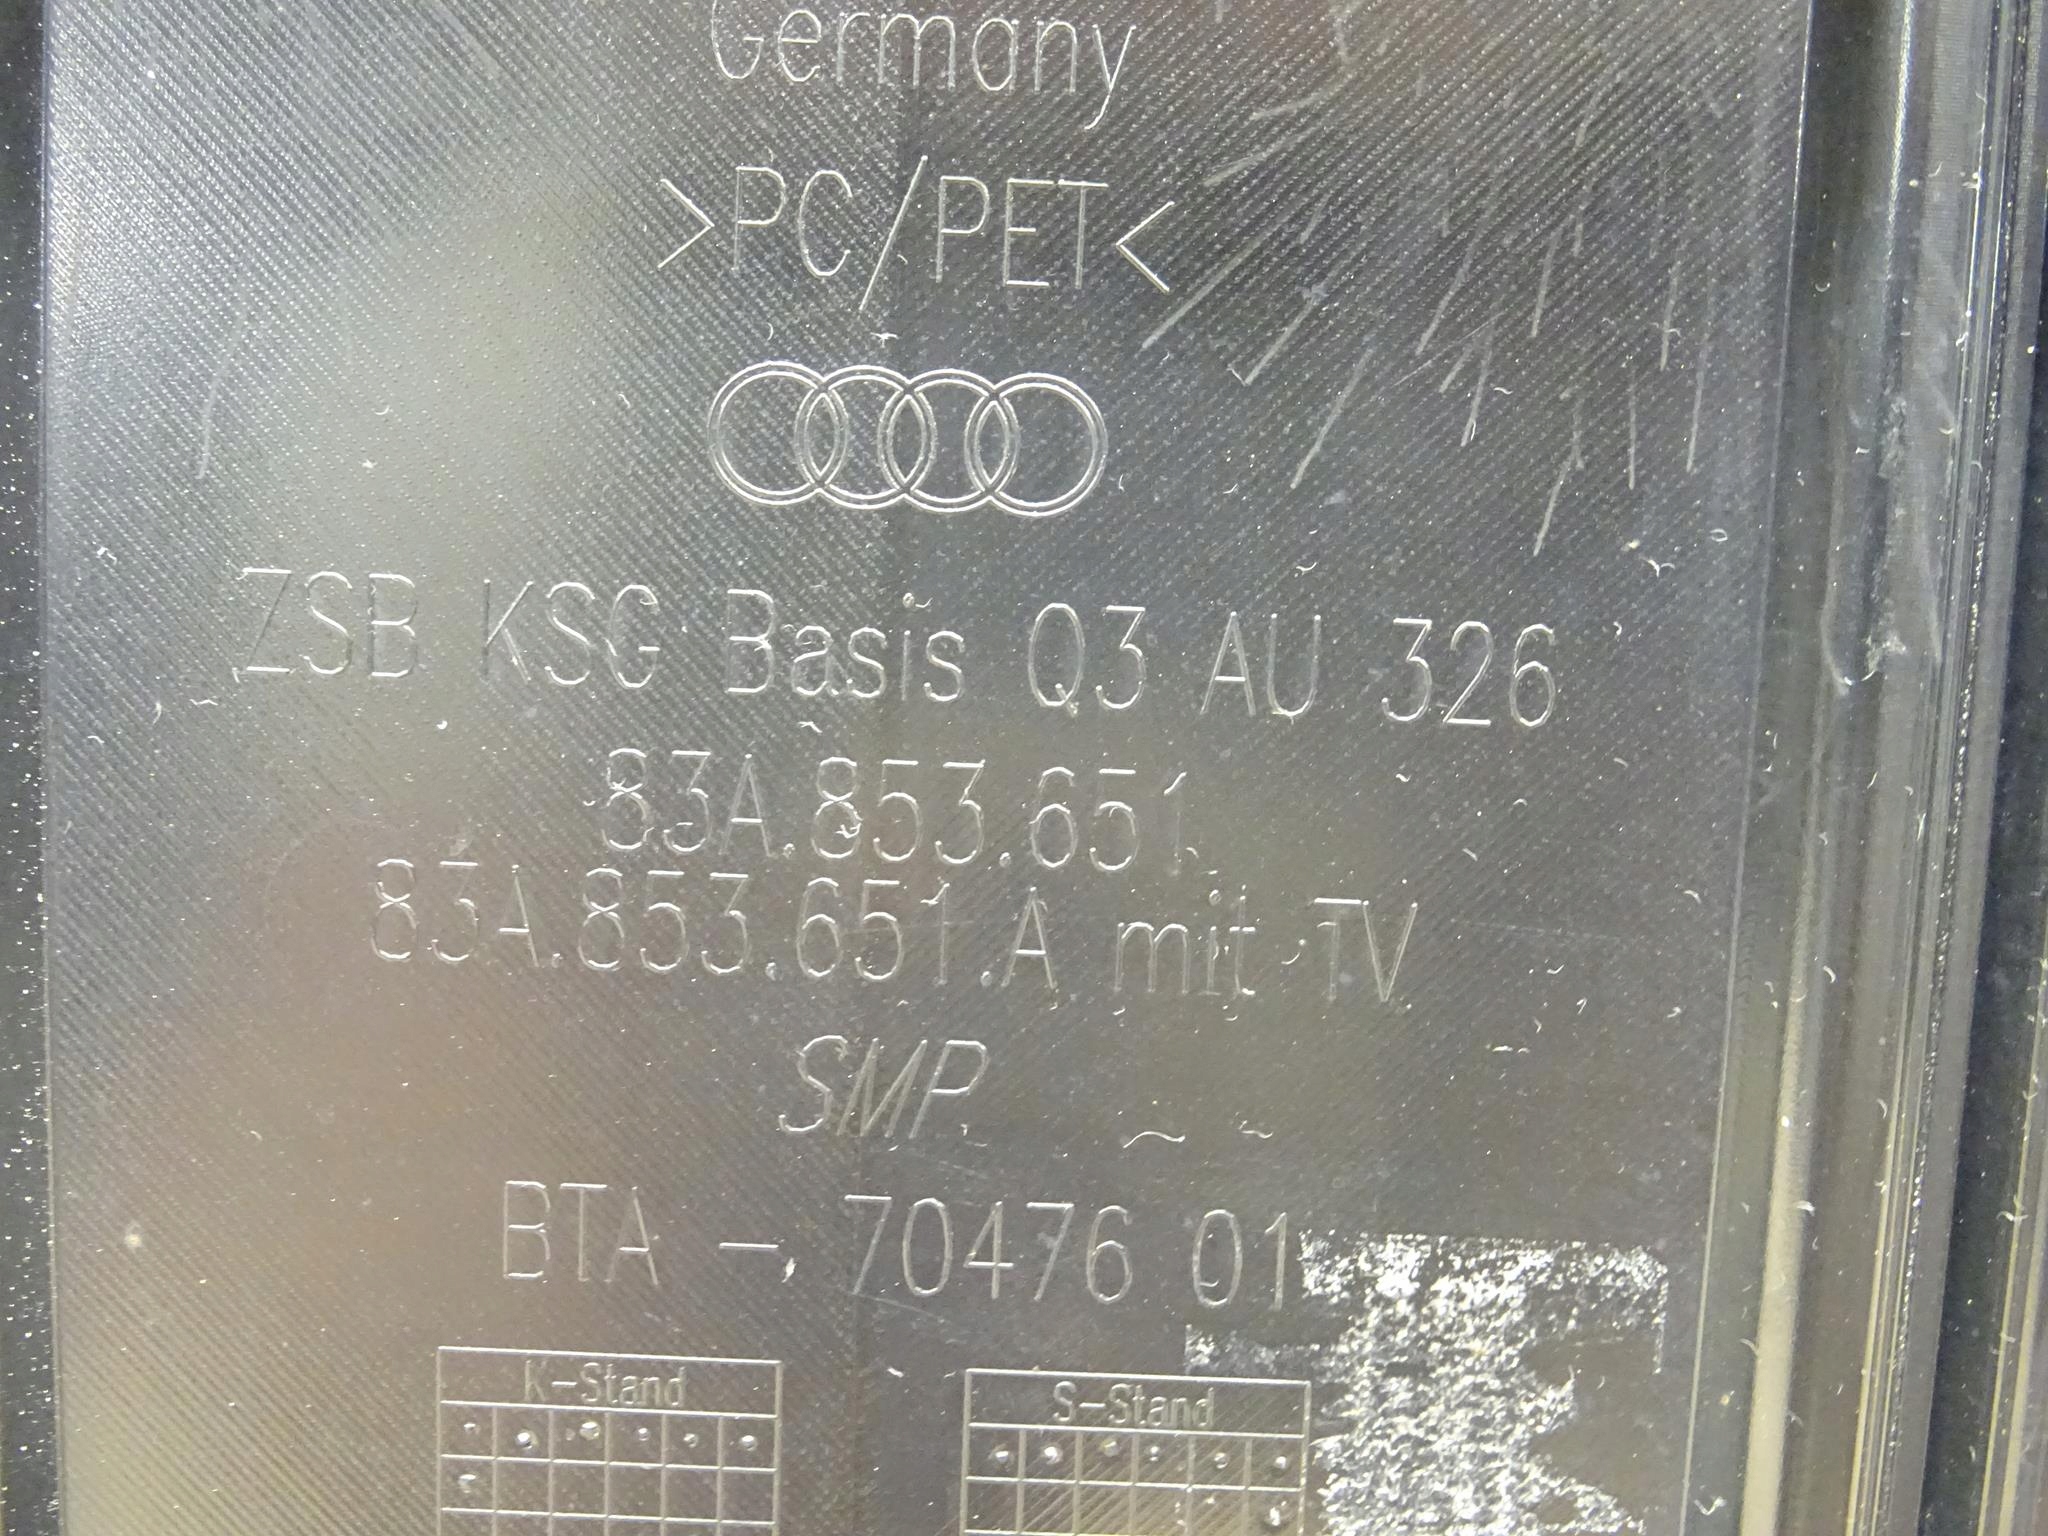 Germany
>PC/PET<
ZSB KSG Basis Q3 AU 326
83A.853.651
83A.853.651.A mit TV
SMP
BTA - 70476 01
K-Stand
S-Stand